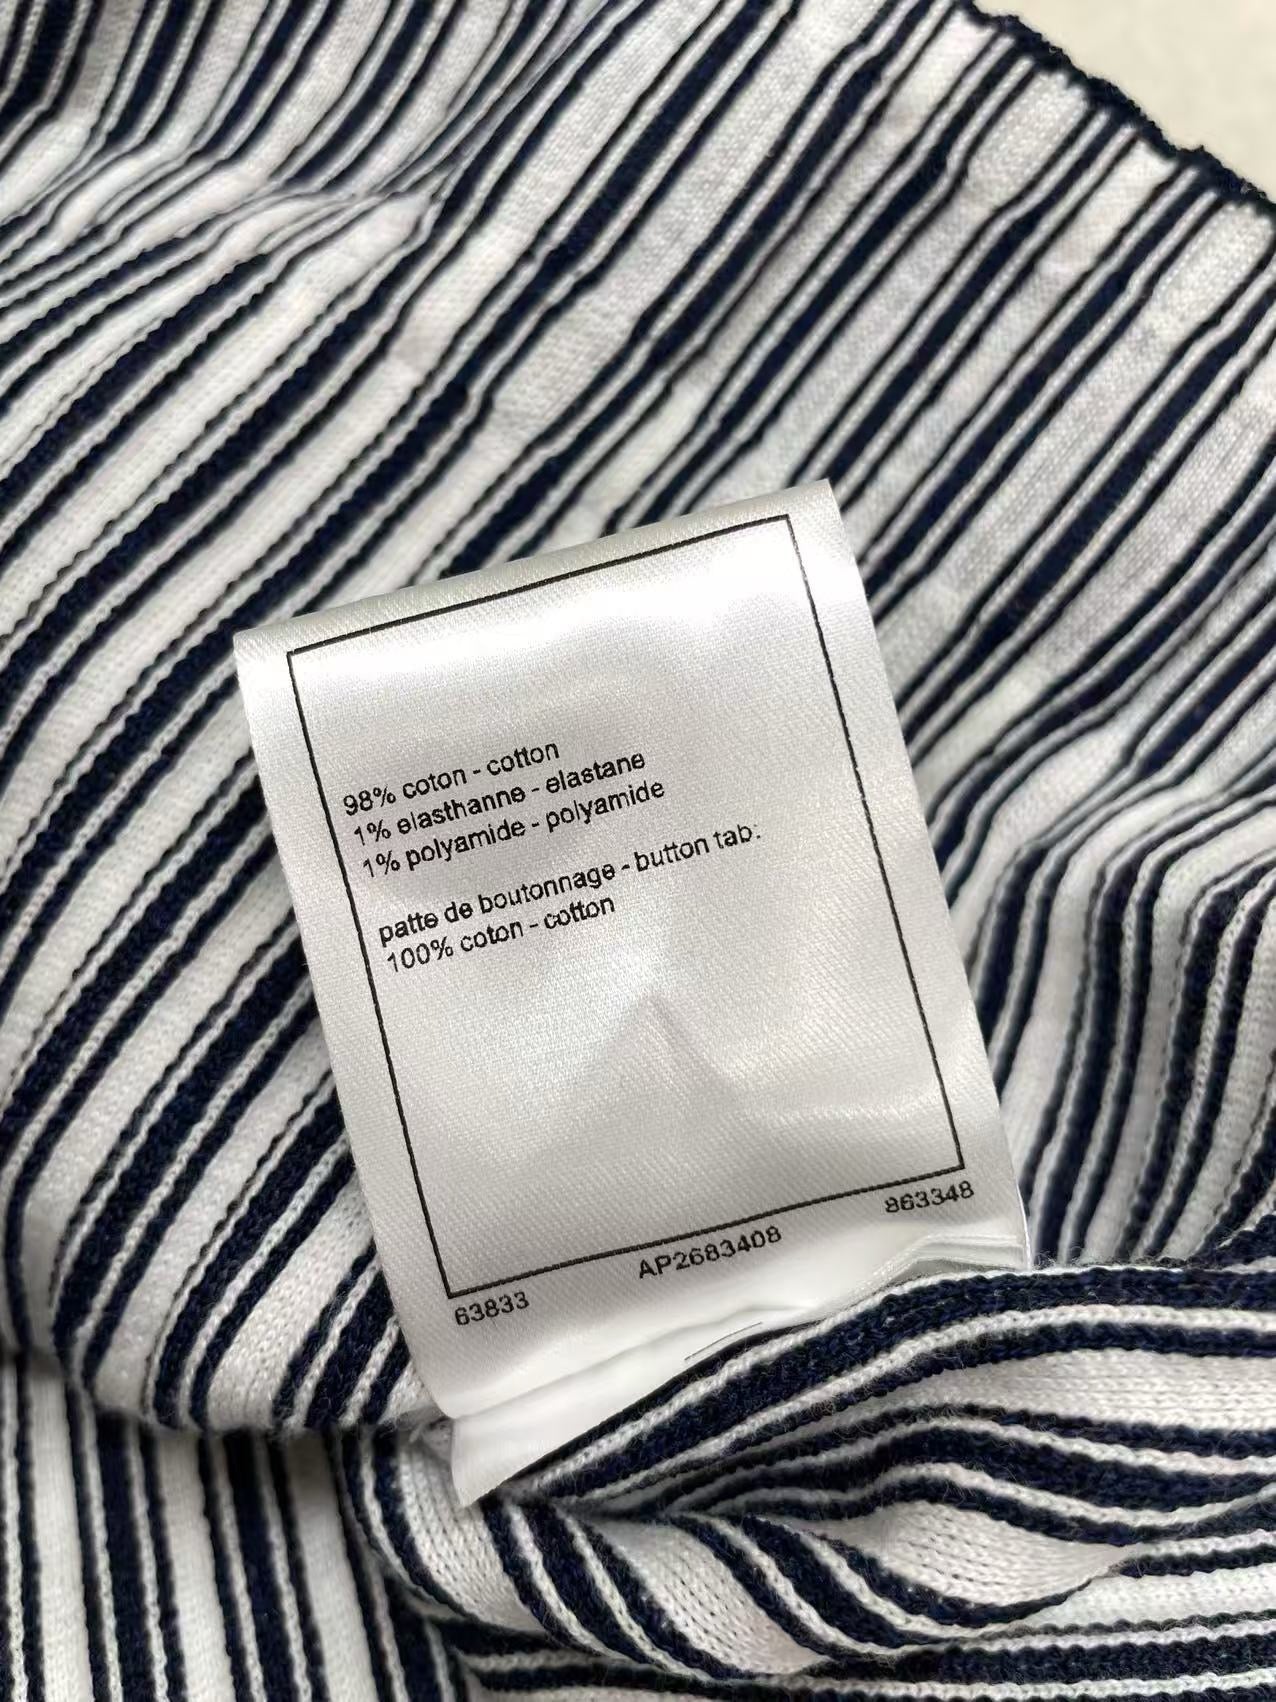 98% coton - cotton
1% elasthanne - elastane
1% polyamide - polyamide
patte de boutonnage - button tab:
100% coton - cotton
63833
AP2683408
863348